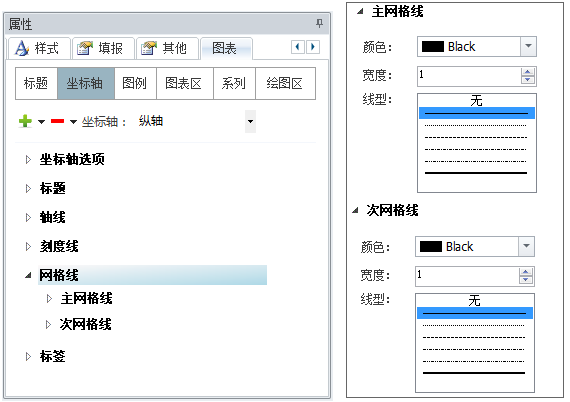 属性
样式 填报 其他 图表
标题 坐标轴 图例 图表区 系列 绘图区
坐标轴： 纵轴
坐标轴选项
标题
轴线
刻度线
网格线
主网格线
次网格线
标签
主网格线
颜色： Black
宽度： 1
线型： 无
次网格线
颜色： Black
宽度： 1
线型： 无